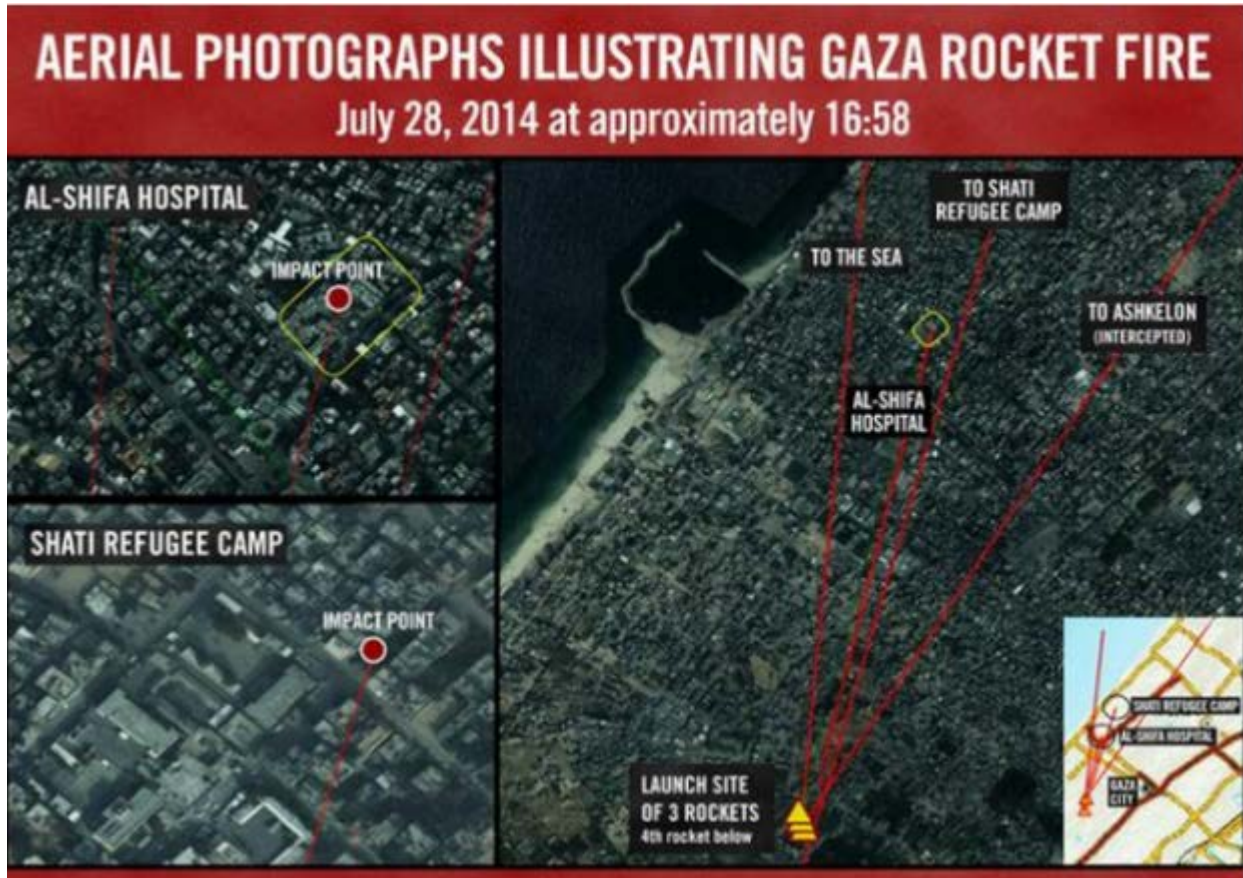 AERIAL PHOTOGRAPHS ILLUSTRATING GAZA ROCKET FIRE
July 28, 2014 at approximately 16:58
AL-SHIFA HOSPITAL
IMPACT POINT
SHATI REFUGEE CAMP
IMPACT POINT
TO SHATI
REFUGEE CAMP
TO THE SEA
TO ASHKELON
(INTERCEPTED)
AL-SHIFA
HOSPITAL
LAUNCH SITE
OF 3 ROCKETS
4th rocket below
SHATI REFUGEE CAMP
AL-SHIFA HOSPITAL
GAZA
CITY